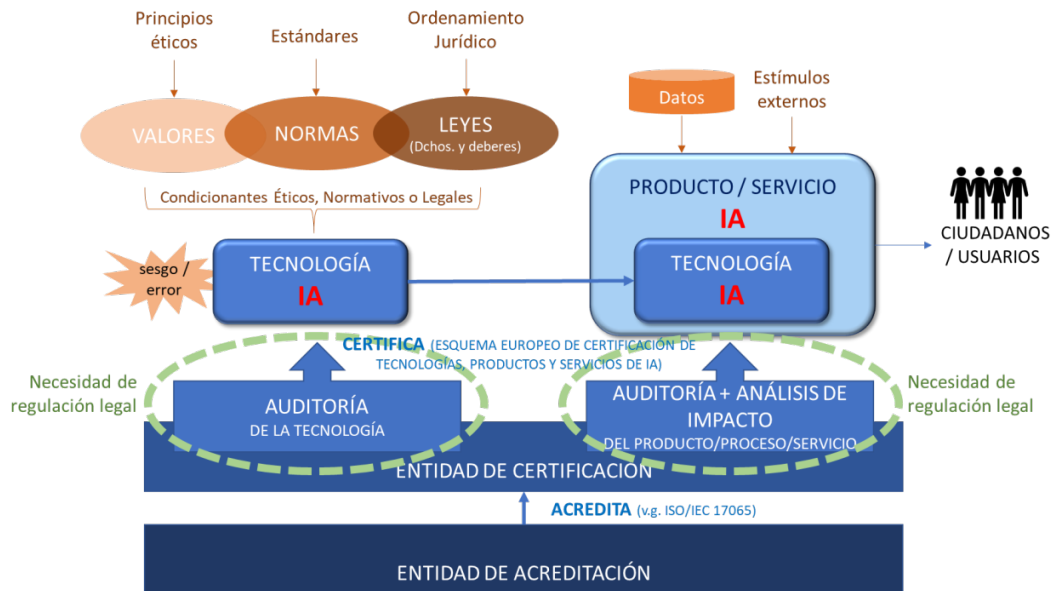 Principios
éticos
Estándares
Ordenamiento
Jurídico
VALORES
NORMAS
LEYES
(Dchos. y deberes)
Condicionantes Éticos, Normativos o Legales
Datos
Estímulos
externos
PRODUCTO / SERVICIO
IA
CIUDADANOS
/ USUARIOS
sesgo /
error
TECNOLOGÍA
IA
TECNOLOGÍA
IA
CERTIFICA (ESQUEMA EUROPEO DE CERTIFICACIÓN DE
TECNOLOGÍAS, PRODUCTOS Y SERVICIOS DE IA)
Necesidad de
regulación legal
AUDITORÍA
DE LA TECNOLOGÍA
AUDITORÍA + ANÁLISIS DE
IMPACTO
DEL PRODUCTO/PROCESO/SERVICIO
Necesidad de
regulación legal
ENTIDAD DE CERTIFICACIÓN
ACREDITA (v.g. ISO/IEC 17065)
ENTIDAD DE ACREDITACIÓN